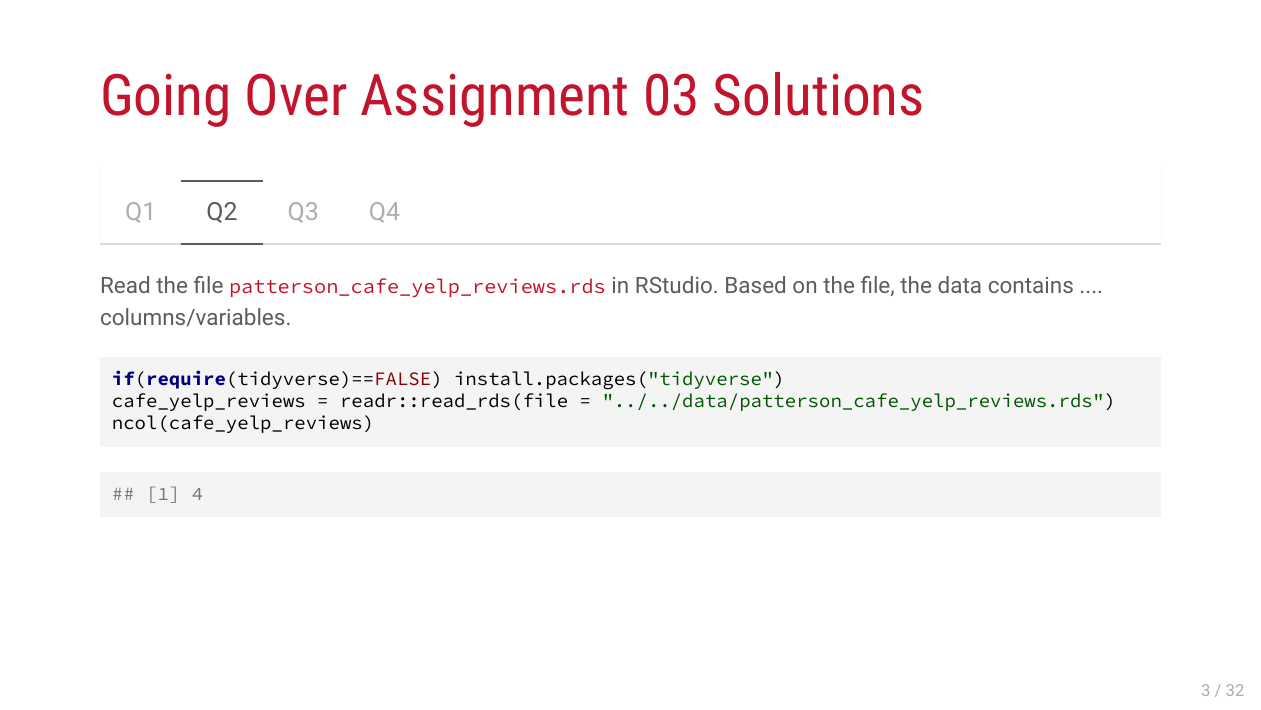 Going Over Assignment 03 Solutions
Q1 Q2 Q3 Q4
Read the file patterson_cafe_yelp_reviews.rds in RStudio. Based on the file, the data contains ....
columns/variables.
if(require(tidyverse)==FALSE) install.packages("tidyverse")
cafe_yelp_reviews = readr::read_rds(file = "../../data/patterson_cafe_yelp_reviews.rds")
ncol(cafe_yelp_reviews)
## [1] 4
3 / 32